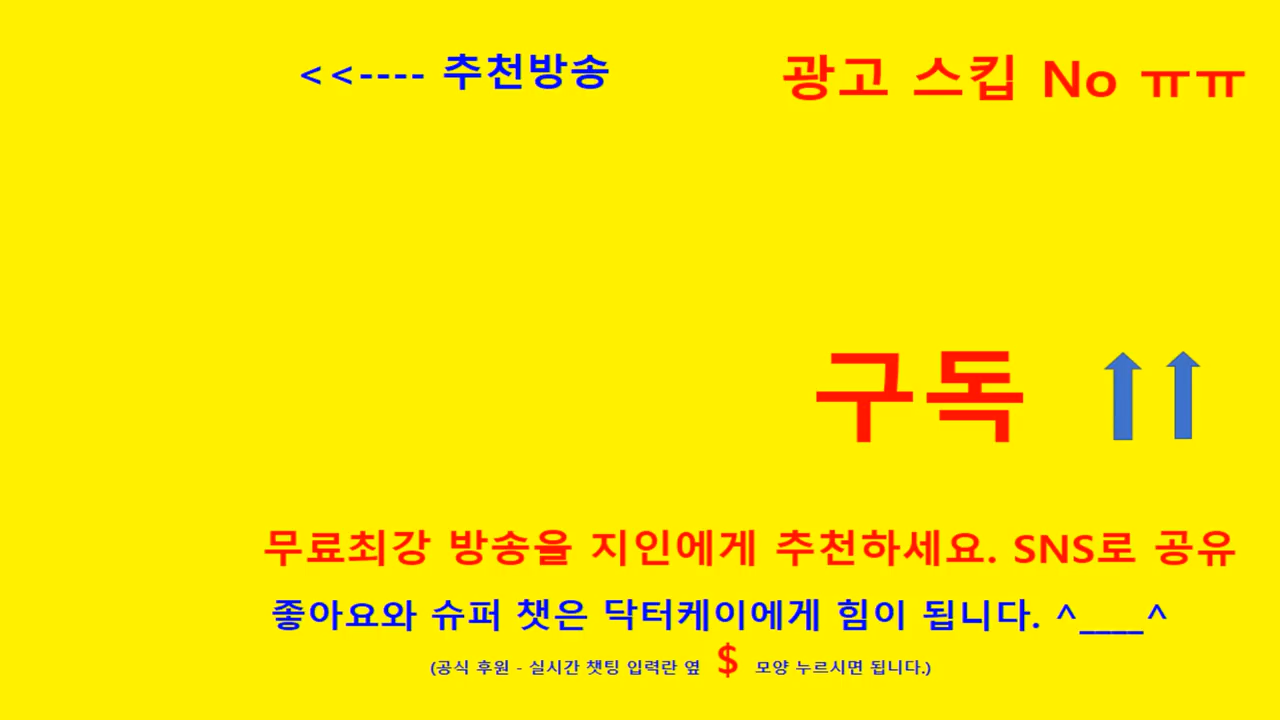 <<---- 추천방송
광고 스킵 No ㅠㅠ
구독
무료최강 방송을 지인에게 추천하세요. SNS로 공유
좋아요와 슈퍼 챗은 닥터케이에게 힘이 됩니다. ^____^
(공식 후원 - 실시간 챗팅 입력란 옆 $ 모양 누르시면 됩니다.)